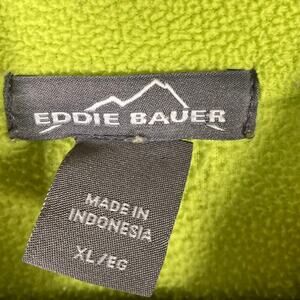 EDDIE BAUER
MADE IN
INDONESIA
XL/EG